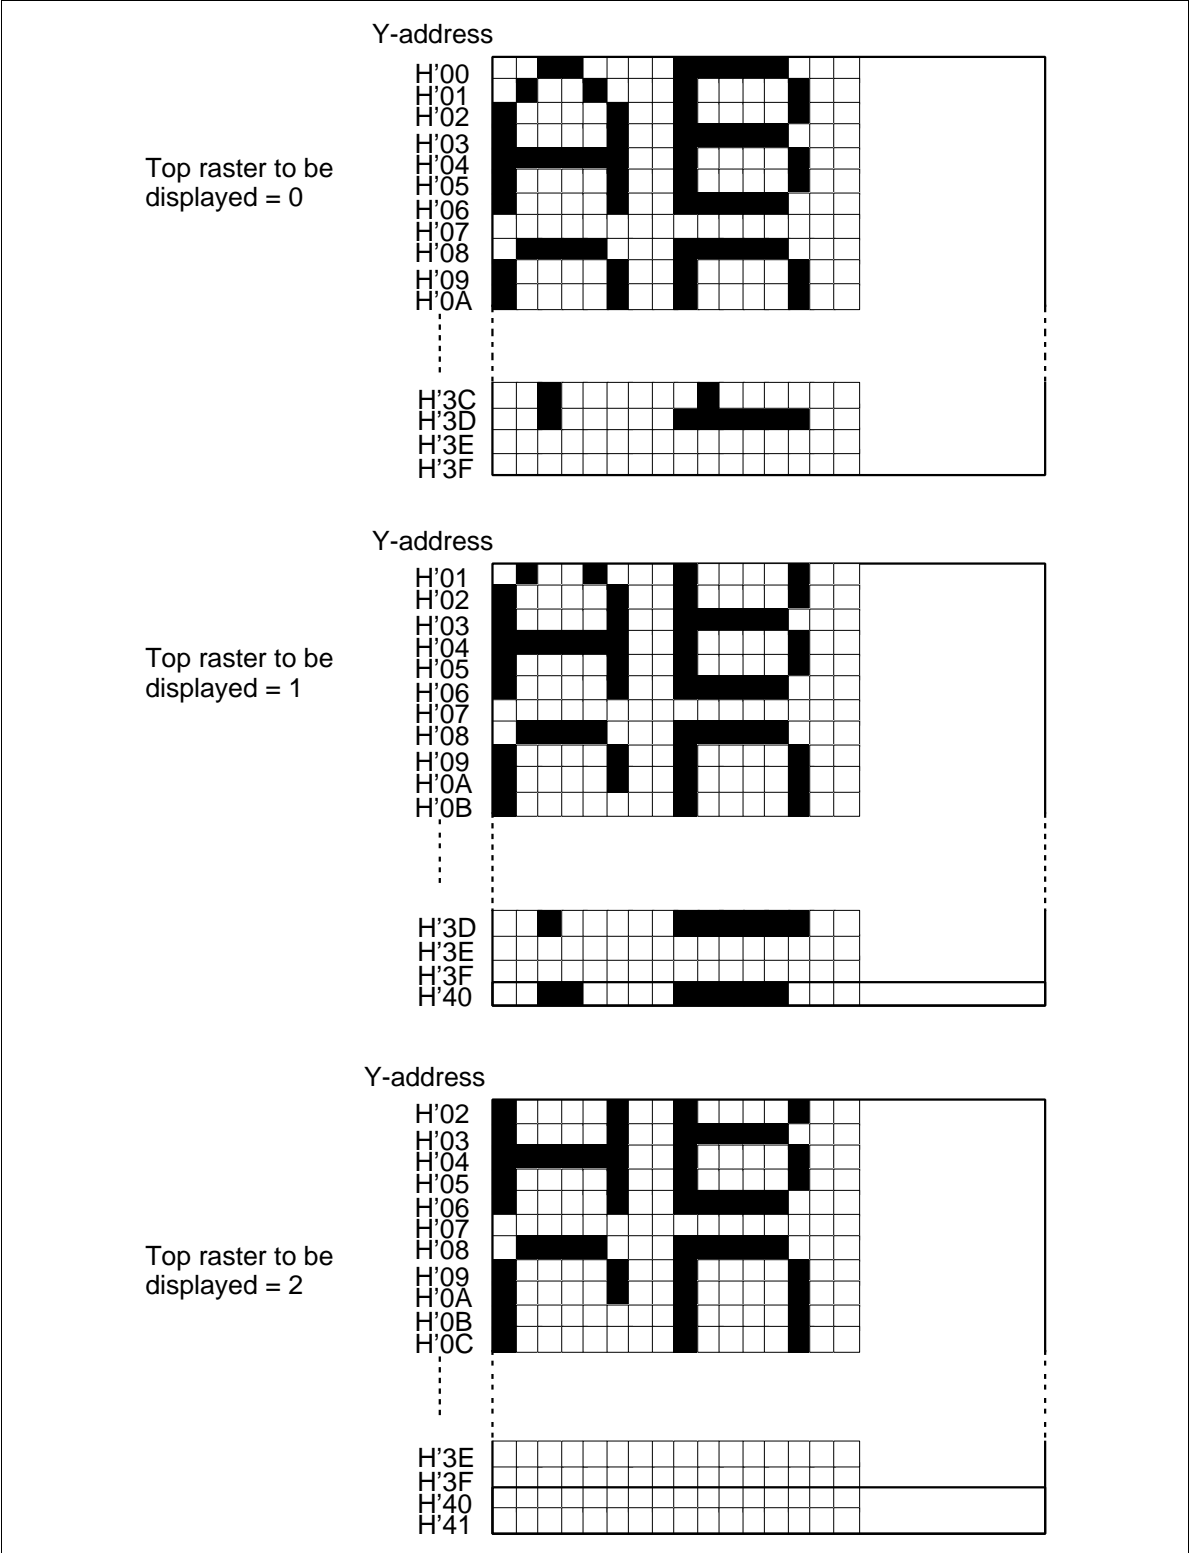 Y-address
H’00
H’01
H’02
H’03
H’04
H’05
H’06
H’07
H’08
H’09
H’0A
Top raster to be
displayed = 0
H’3C
H’3D
H’3E
H’3F
Y-address
H’01
H’02
H’03
H’04
H’05
H’06
H’07
H’08
H’09
H’0A
H’0B
Top raster to be
displayed = 1
H’3D
H’3E
H’3F
H’40
Y-address
H’02
H’03
H’04
H’05
H’06
H’07
H’08
H’09
H’0A
H’0B
H’0C
Top raster to be
displayed = 2
H’3E
H’3F
H’40
H’41